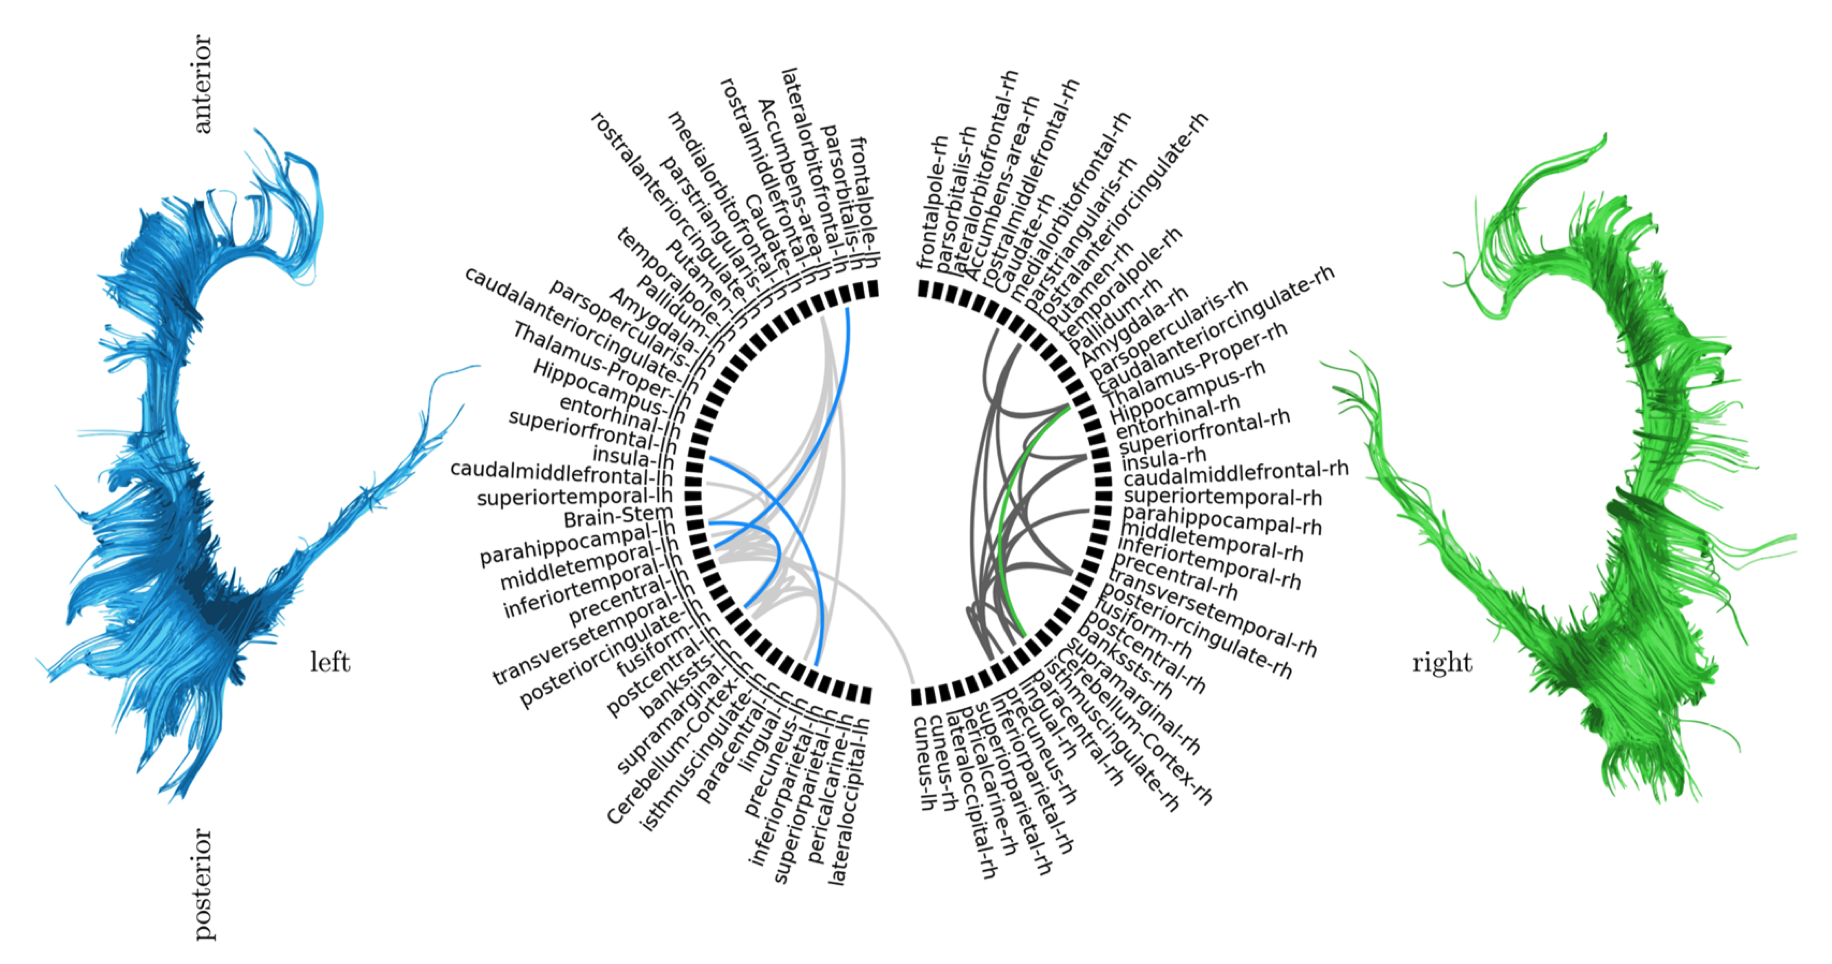 anterior
posterior
left
frontalpole-lh
parsorbitalis-lh
lateralorbitofrontal-lh
Accumbens-area-lh
rostralmiddlefrontal-lh
Caudate-lh
medialorbitofrontal-lh
parstriangularis-lh
rostralanteriorcingulate-lh
Putamen-lh
temporalpole-lh
Pallidum-lh
Amygdala-lh
parsopercularis-lh
caudalanteriorcingulate-lh
Thalamus-Proper-lh
Hippocampus-lh
entorhinal-lh
superiorfrontal-lh
insula-lh
caudalmiddlefrontal-lh
superiortemporal-lh
Brain-Stem
parahippocampal-lh
middletemporal-lh
inferiortemporal-lh
precentral-lh
transversetemporal-lh
posteriorcingulate-lh
fusiform-lh
postcentral-lh
bankssts-lh
supramarginal-lh
Cerebellum-Cortex-lh
isthmuscingulate-lh
paracentral-lh
lingual-lh
precuneus-lh
inferiorparietal-lh
superiorparietal-lh
pericalcarine-lh
lateraloccipital-lh
frontalpole-rh
parsorbitalis-rh
lateralorbitofrontal-rh
Accumbens-area-rh
rostralmiddlefrontal-rh
Caudate-rh
medialorbitofrontal-rh
parstriangularis-rh
rostralanteriorcingulate-rh
Putamen-rh
temporalpole-rh
Pallidum-rh
Amygdala-rh
parsopercularis-rh
caudalanteriorcingulate-rh
Thalamus-Proper-rh
Hippocampus-rh
entorhinal-rh
superiorfrontal-rh
insula-rh
caudalmiddlefrontal-rh
superiortemporal-rh
parahippocampal-rh
middletemporal-rh
inferiortemporal-rh
precentral-rh
transversetemporal-rh
posteriorcingulate-rh
fusiform-rh
postcentral-rh
bankssts-rh
supramarginal-rh
Cerebellum-Cortex-rh
isthmuscingulate-rh
paracentral-rh
lingual-rh
precuneus-rh
inferiorparietal-rh
superiorparietal-rh
pericalcarine-rh
lateraloccipital-rh
cuneus-rh
cuneus-lh
right